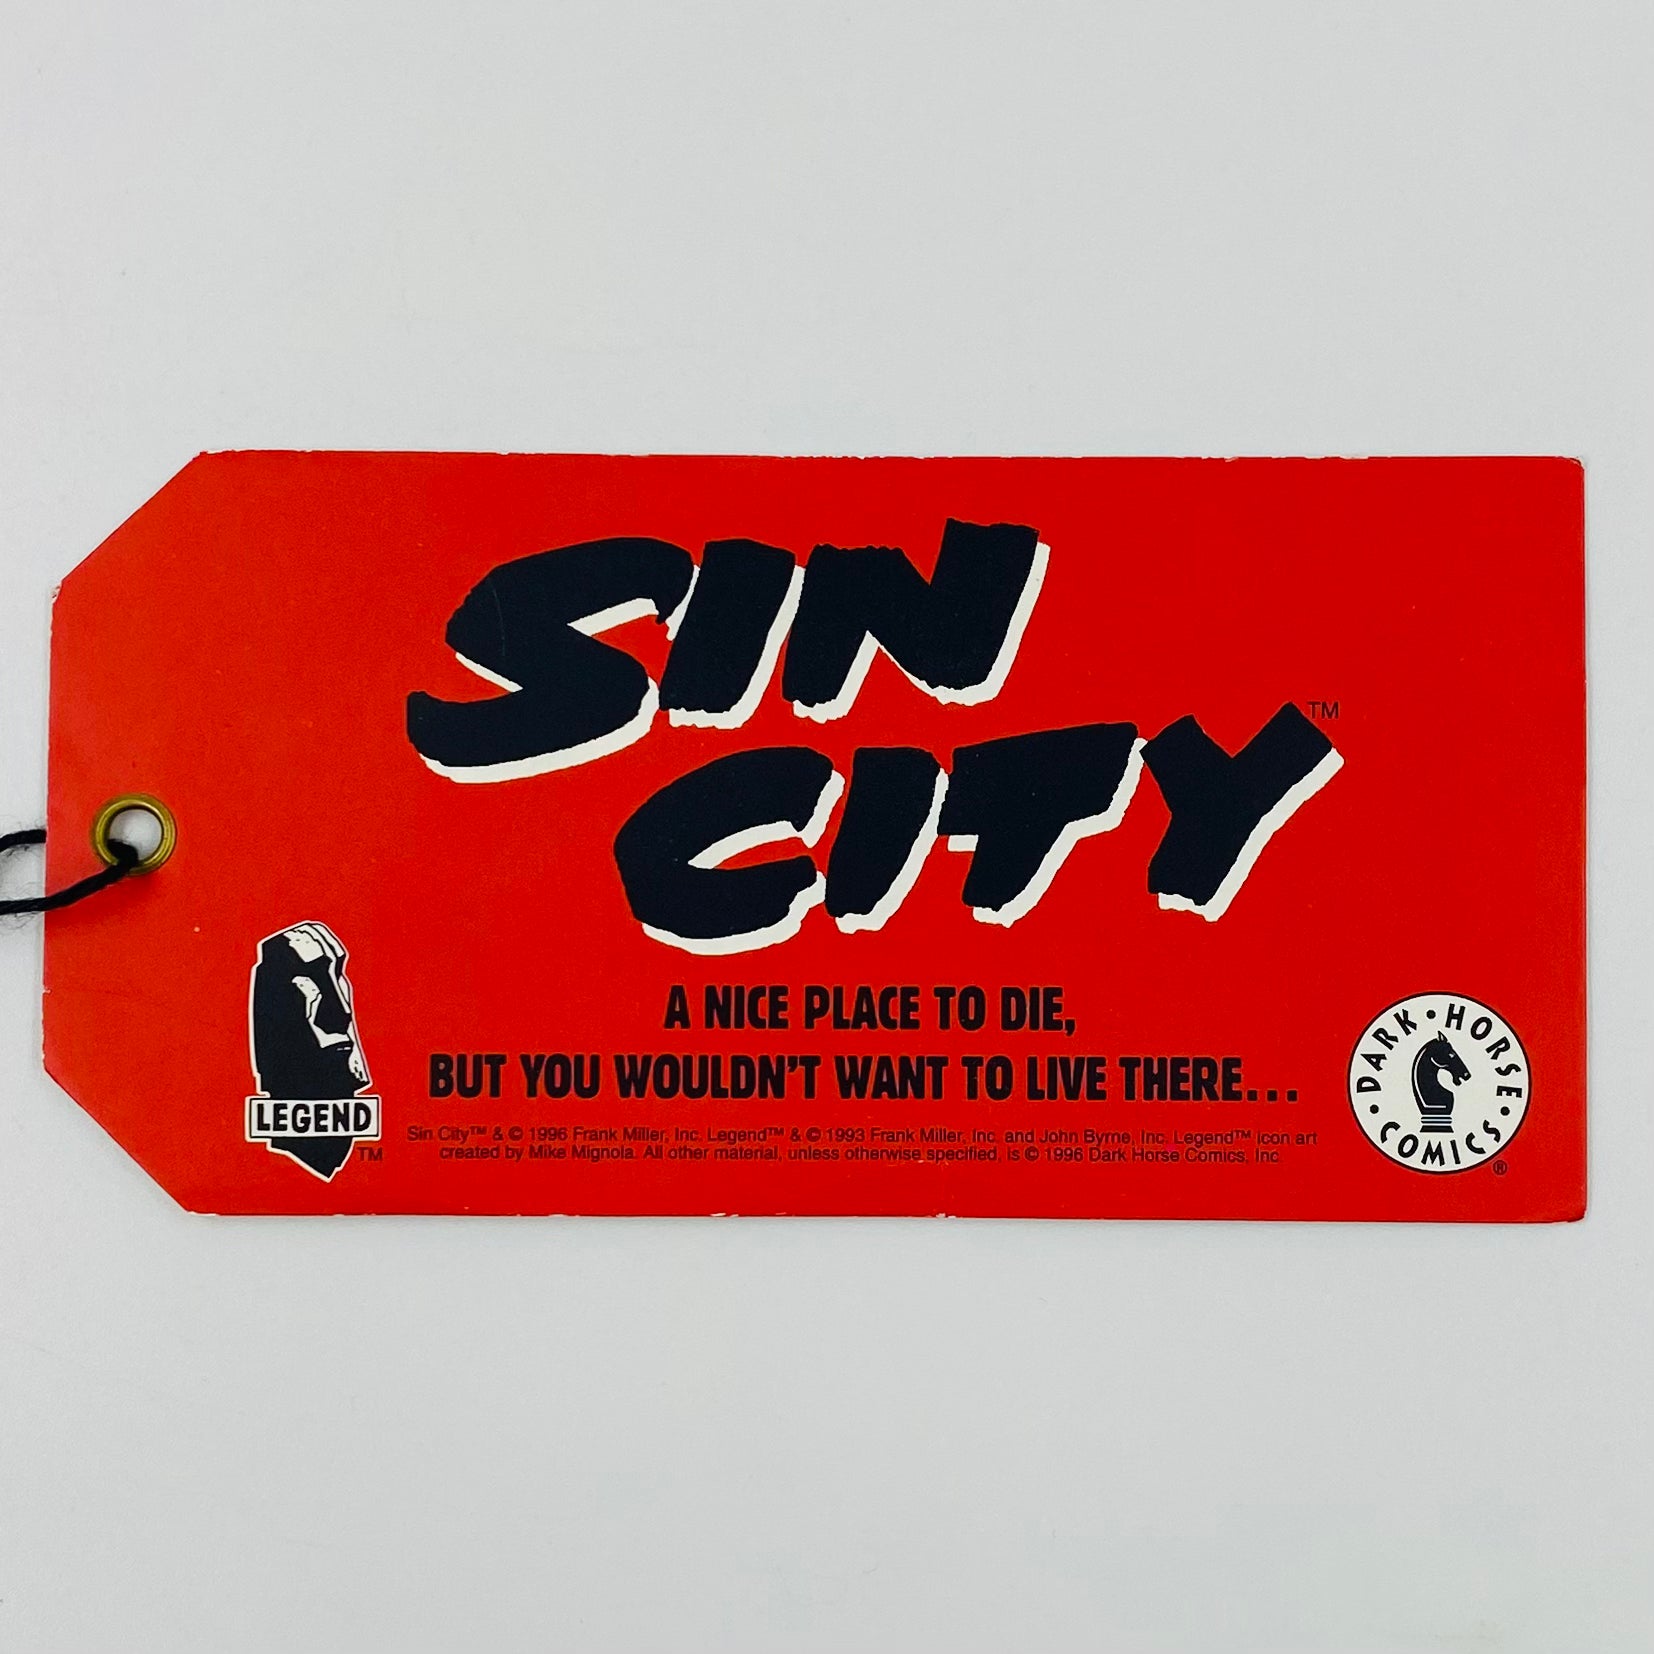 SIN
CITY™
A NICE PLACE TO DIE,
BUT YOU WOULDN'T WANT TO LIVE THERE...
LEGEND
TM
Sin City™ & © 1996 Frank Miller, Inc. Legend™ & © 1993 Frank Miller, Inc. and John Byrne, Inc. Legend™ icon art
created by Mike Mignola. All other material, unless otherwise specified, is © 1996 Dark Horse Comics, Inc.
DARK • HORSE • COMICS •
®